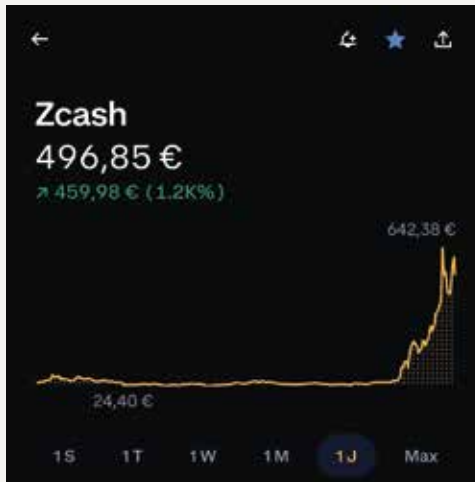 Zcash
496,85 €
↗ 459,98 € (1.2K%)
642,38 €
24,40 €
1S 1T 1W 1M 1J Max